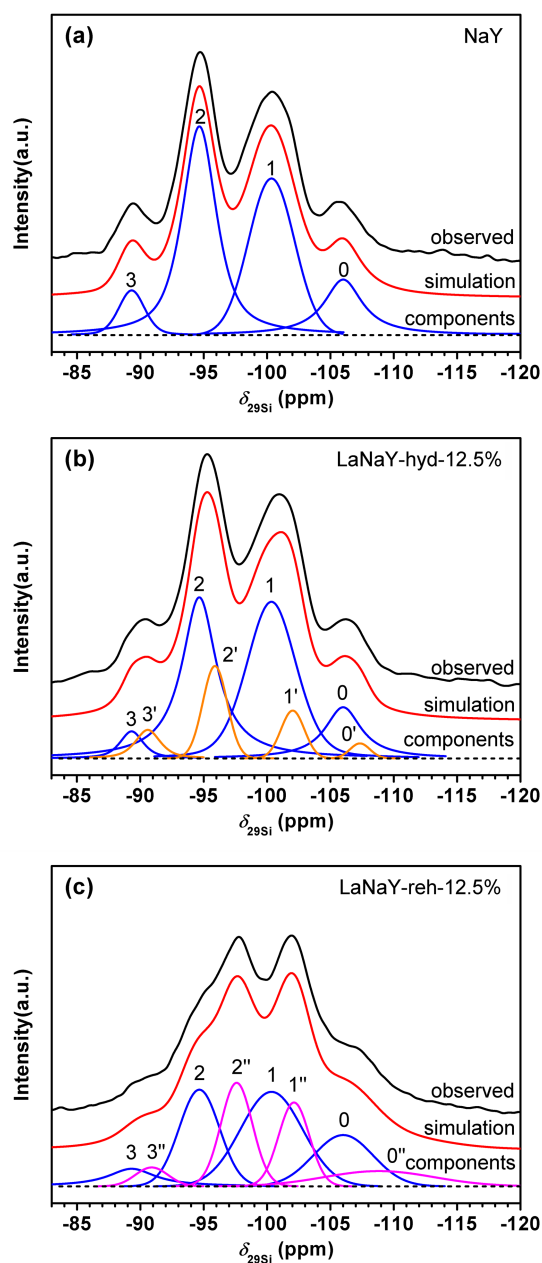 (a) NaY
Intensity(a.u.)
2
1
3
0
observed
simulation
components
-85 -90 -95 -100 -105 -110 -115 -120
δ29Si (ppm)
(b) LaNaY-hyd-12.5%
Intensity(a.u.)
2
1
2'
3 3'
1'
0
0'
observed
simulation
components
-85 -90 -95 -100 -105 -110 -115 -120
δ29Si (ppm)
(c) LaNaY-reh-12.5%
Intensity(a.u.)
2
2''
1
1''
3 3''
0
0''
observed
simulation
components
-85 -90 -95 -100 -105 -110 -115 -120
δ29Si (ppm)